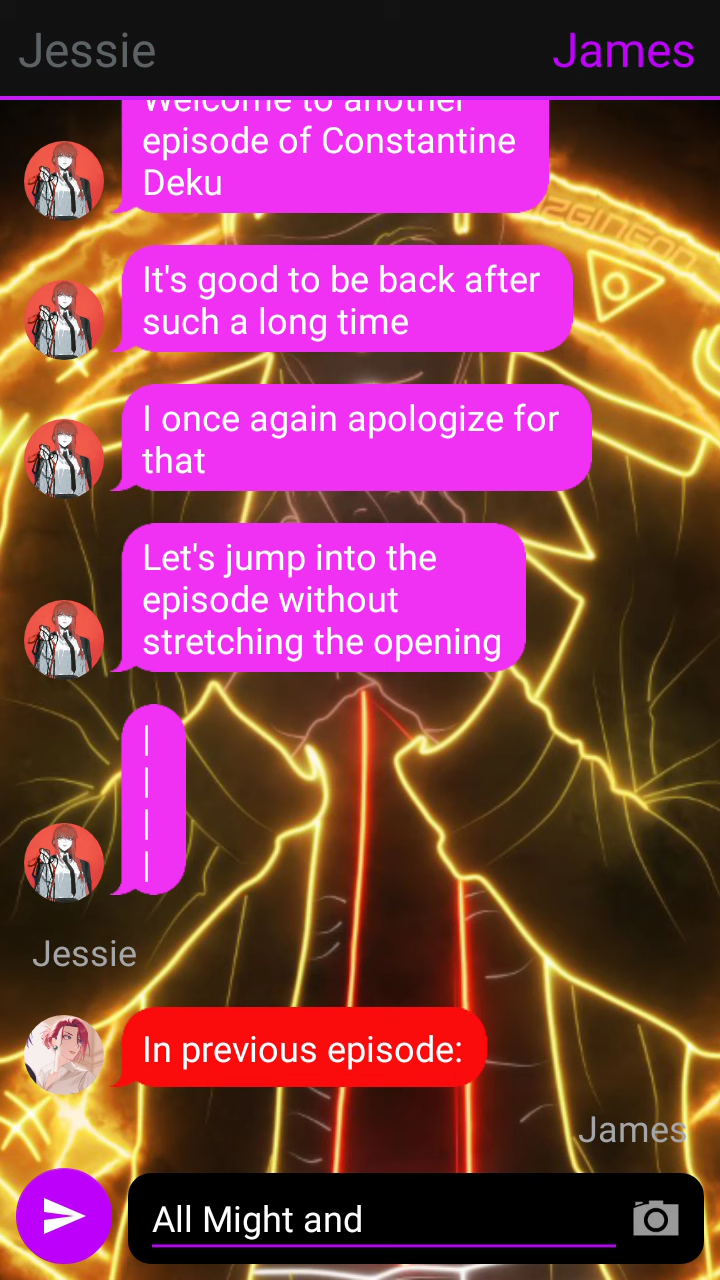 Jessie
James
Welcome to another
episode of Constantine
Deku
It's good to be back after
such a long time
I once again apologize for
that
Let's jump into the
episode without
stretching the opening
|
|
|
|
Jessie
In previous episode:
James
All Might and